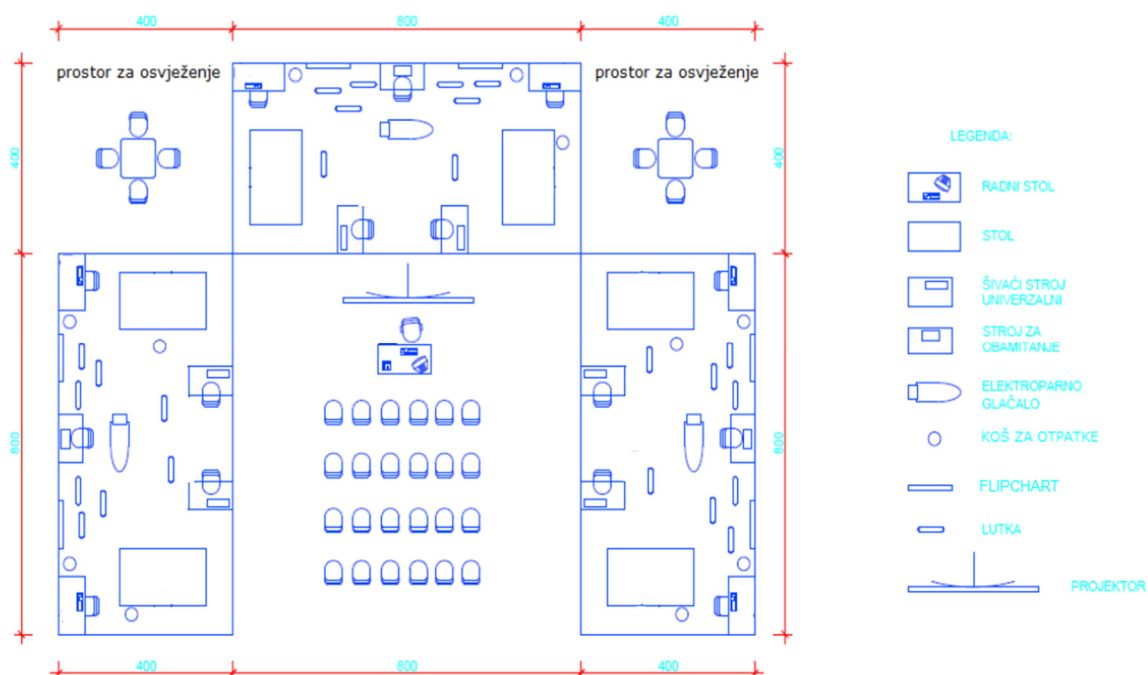 400
800
400
prostor za osvježenje
prostor za osvježenje
400
400
LEGENDA:
RADNI STOL
STOL
ŠIVAĆI STROJ
UNIVERZALNI
STROJ ZA
OBAMITANJE
ELEKTROPARNO
GLAČALO
KOŠ ZA OTPATKE
FLIPCHART
LUTKA
PROJEKTOR
800
800
400
800
400